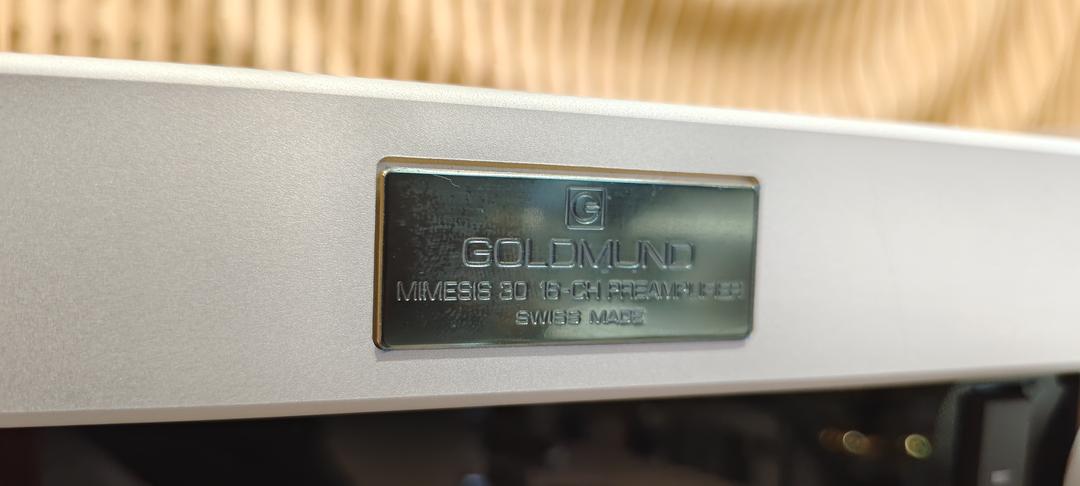 G
GOLDMUND
MIMESIS 30 16-CH PREAMPLIFIER
SWISS MADE